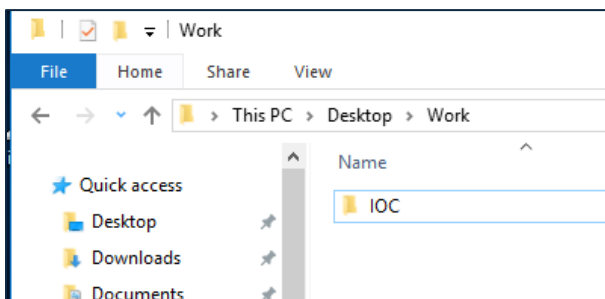 Work
File Home Share View
This PC > Desktop > Work
Name
Quick access
IOC
Desktop
Downloads
Documents